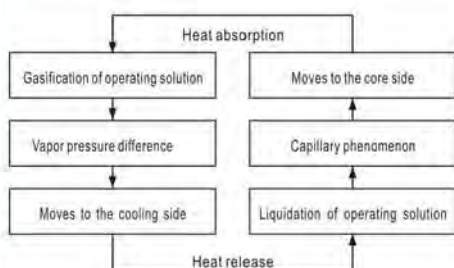 Heat absorption
Gasification of operating solution
Moves to the core side
Vapor pressure difference
Capillary phenomenon
Moves to the cooling side
Liquidation of operating solution
Heat release